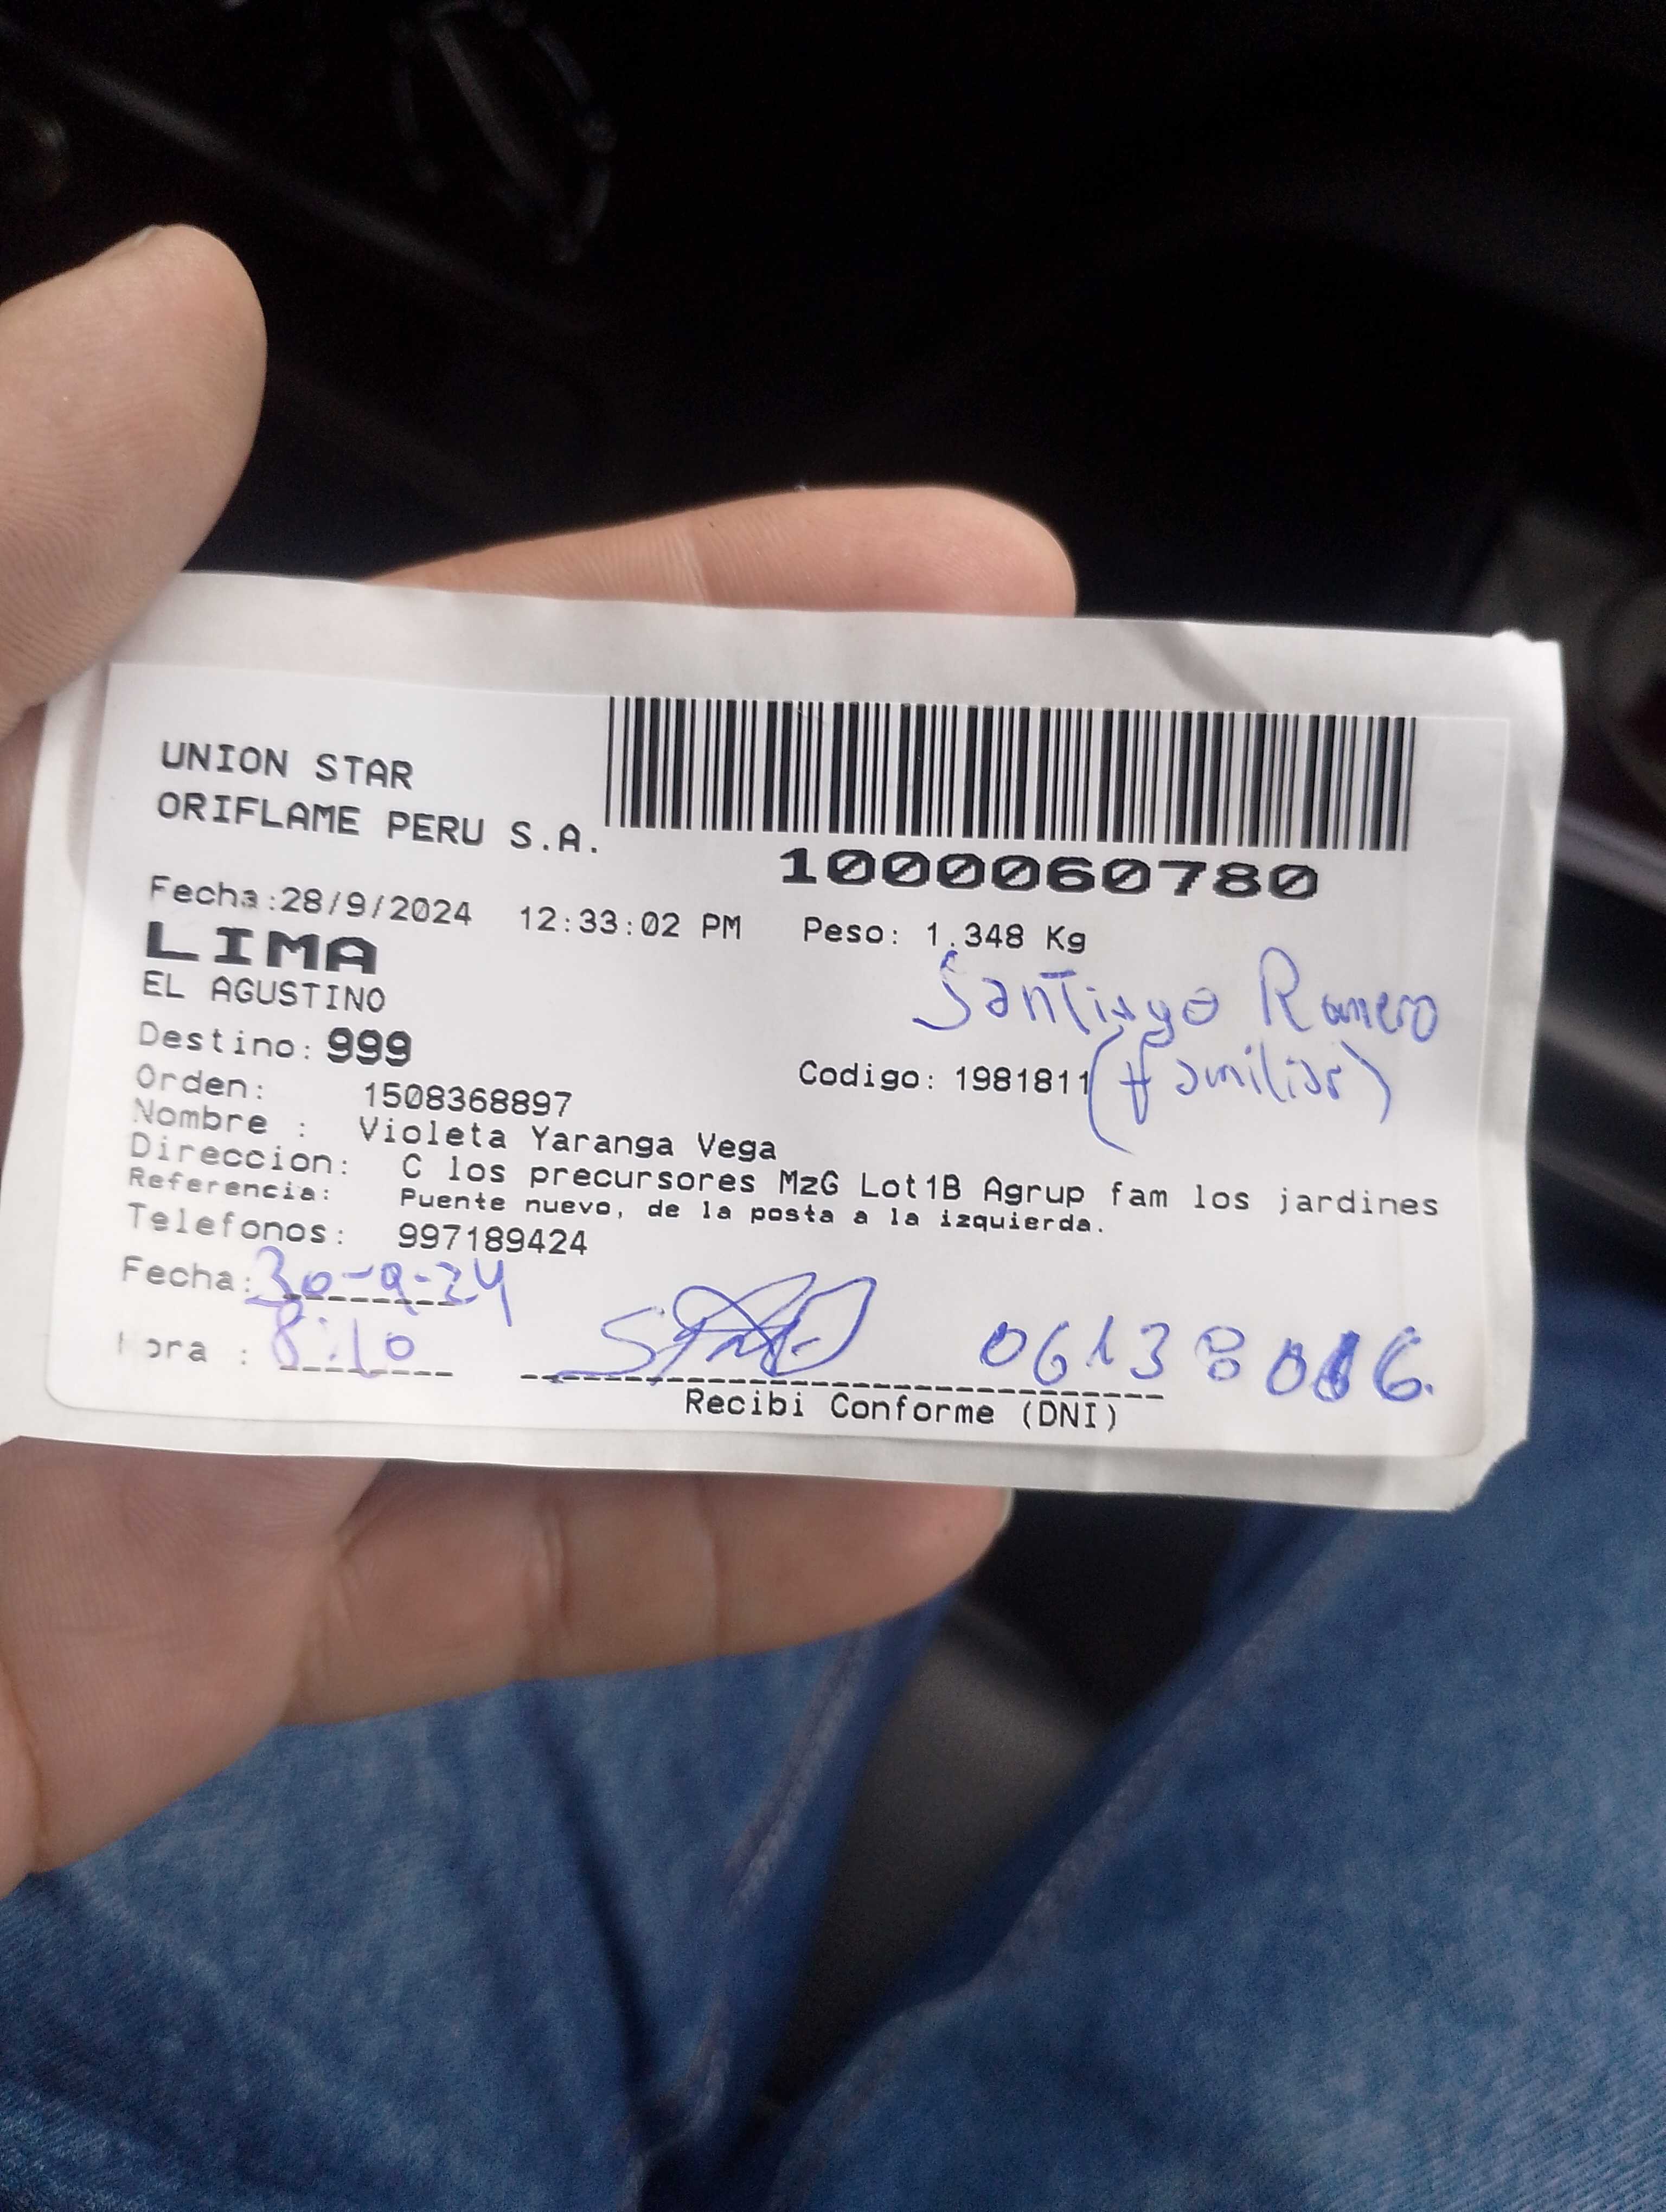 UNION STAR
ORIFLAME PERU S.A.
1000060780
Fecha:28/9/2024 12:33:02 PM Peso: 1.348 Kg
LIMA
EL AGUSTINO
Santiago Romero
Destino: 999
Codigo: 1981811 (familiar)
Orden: 1508368897
Nombre : Violeta Yaranga Vega
Direccion: C los precursores MzG Lot1B Agrup fam los jardines
Referencia: Puente nuevo, de la posta a la izquierda.
Telefonos: 997189424
Fecha: 30-9-24
Hora : 8:10
Recibi Conforme (DNI)